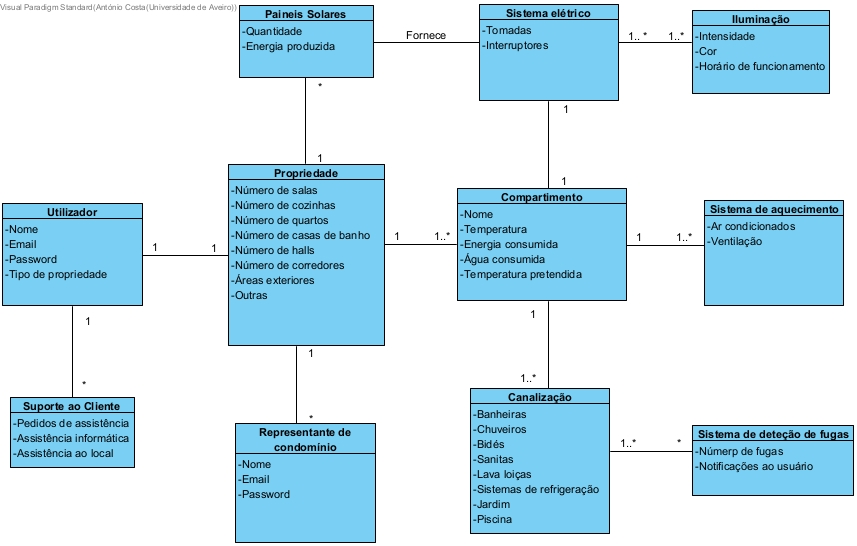 Visual Paradigm Standard(António Costa(Universidade de Aveiro))
Paineis Solares
-Quantidade
-Energia produzida
Fornece
Sistema elétrico
-Tomadas
-Interruptores
1.. *
1..*
Iluminação
-Intensidade
-Cor
-Horário de funcionamento
*
1
1
1
Utilizador
-Nome
-Email
-Password
-Tipo de propriedade
1
1
Propriedade
-Número de salas
-Número de cozinhas
-Número de quartos
-Número de casas de banho
-Número de halls
-Número de corredores
-Áreas exteriores
-Outras
1
1..*
Compartimento
-Nome
-Temperatura
-Energia consumida
-Água consumida
-Temperatura pretendida
1
1..*
Sistema de aquecimento
-Ar condicionados
-Ventilação
1
*
1
*
1
1..*
Suporte ao Cliente
-Pedidos de assistência
-Assistência informática
-Assistência ao local
Representante de
condomínio
-Nome
-Email
-Password
Canalização
-Banheiras
-Chuveiros
-Bidés
-Sanitas
-Lava loiças
-Sistemas de refrigeração
-Jardim
-Piscina
1..*
*
Sistema de deteção de fugas
-Númerp de fugas
-Notificações ao usuário